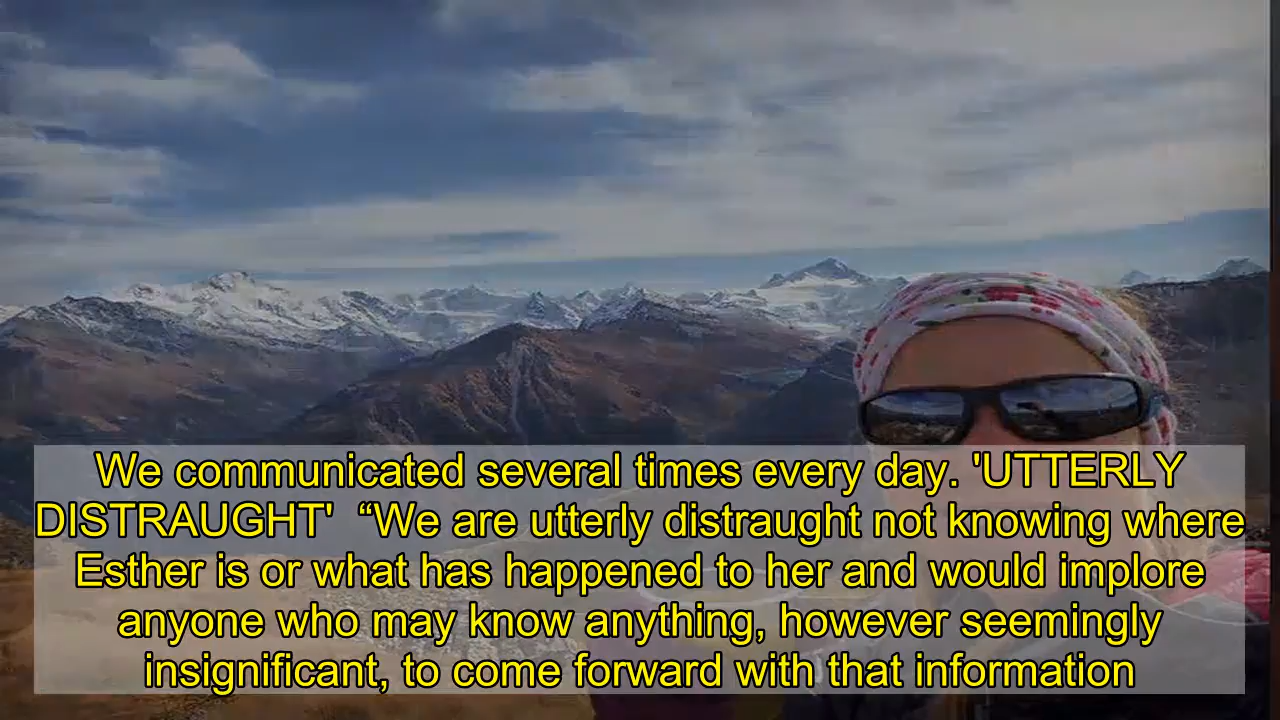 We communicated several times every day. 'UTTERLY
DISTRAUGHT'  “We are utterly distraught not knowing where
Esther is or what has happened to her and would implore
anyone who may know anything, however seemingly
insignificant, to come forward with that information